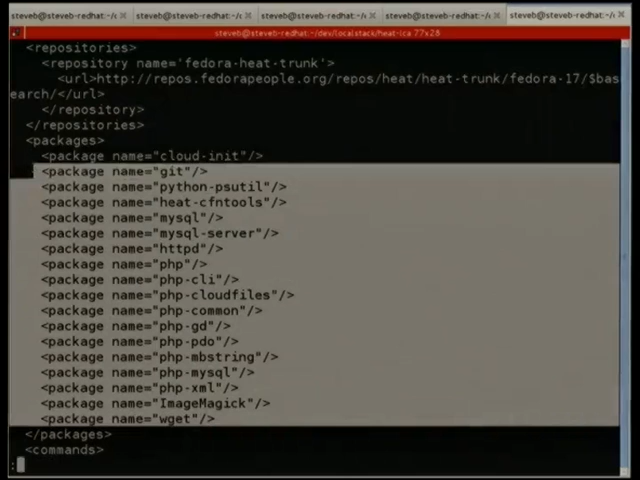 steveb@steveb-redhat:~/ steveb@steveb-redhat:~/ steveb@steveb-redhat:~/ steveb@steveb-redhat:~/ steveb@steveb-redhat:~/
steveb@steveb-redhat:~/dev/localstack/heat-jca 77x28
<repositories>
<repository name='fedora-heat-trunk'>
<url>http://repos.fedorapeople.org/repos/heat/heat-trunk/fedora-17/$bas
earch/</url>
</repository>
</repositories>
<packages>
<package name="cloud-init"/>
<package name="git"/>
<package name="python-psutil"/>
<package name="heat-cfntools"/>
<package name="mysql"/>
<package name="mysql-server"/>
<package name="httpd"/>
<package name="php"/>
<package name="php-cli"/>
<package name="php-cloudfiles"/>
<package name="php-common"/>
<package name="php-gd"/>
<package name="php-pdo"/>
<package name="php-mbstring"/>
<package name="php-mysql"/>
<package name="php-xml"/>
<package name="ImageMagick"/>
<package name="wget"/>
</packages>
<commands>
: